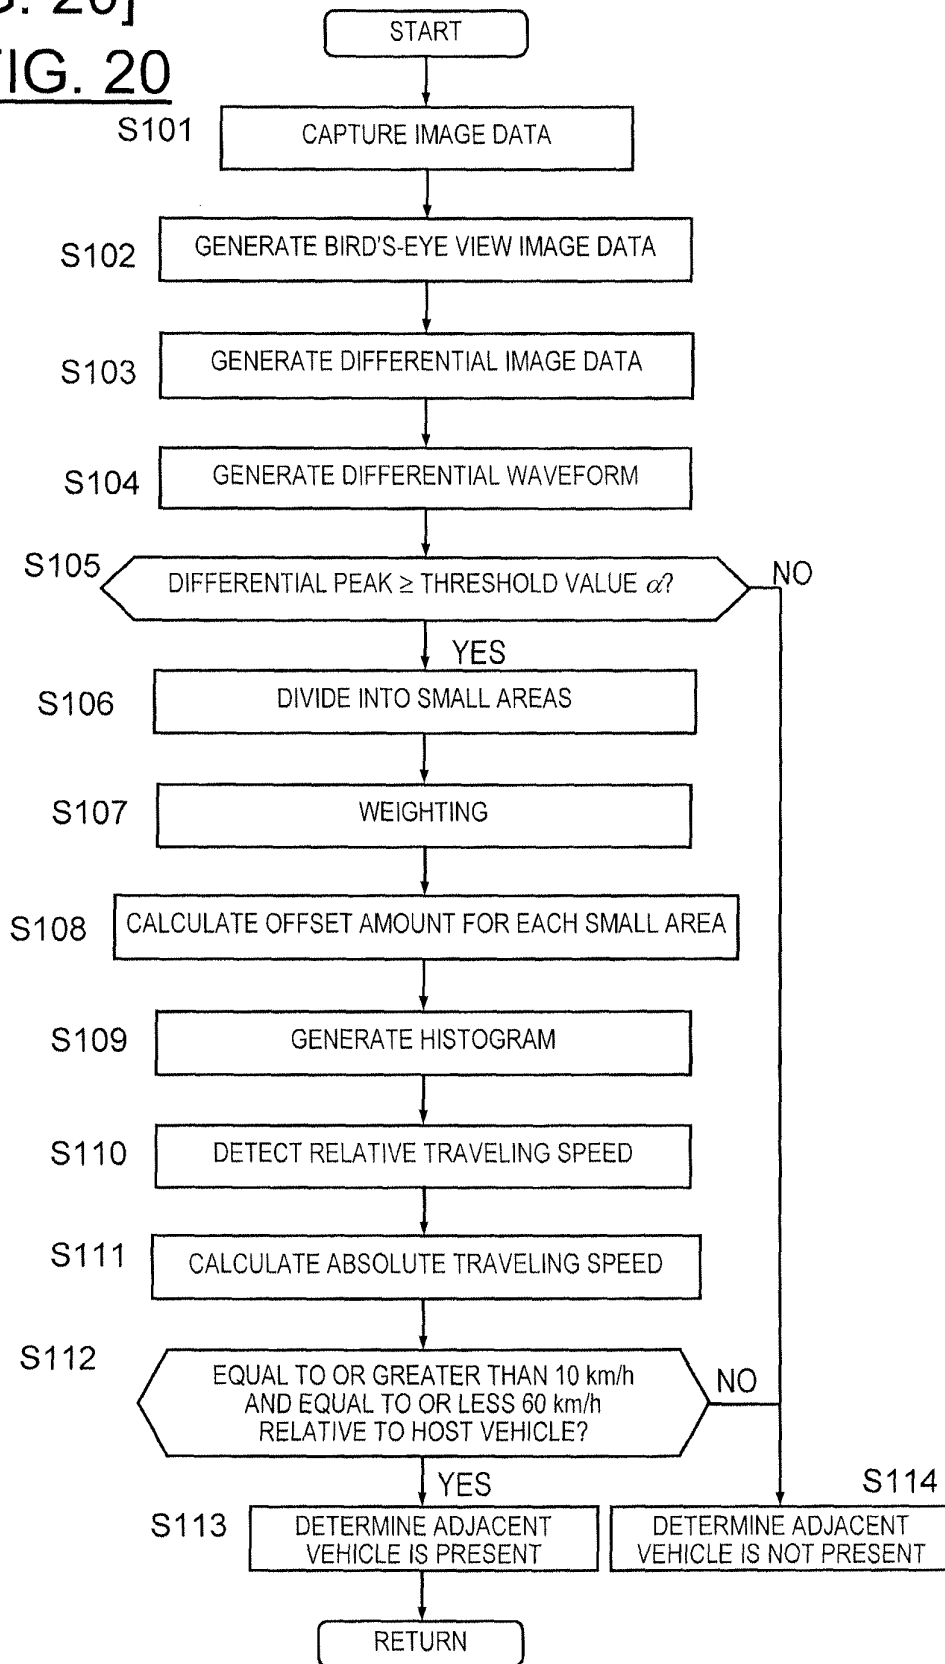 G. 20]
FIG. 20
START
S101
CAPTURE IMAGE DATA
S102
GENERATE BIRD'S-EYE VIEW IMAGE DATA
S103
GENERATE DIFFERENTIAL IMAGE DATA
S104
GENERATE DIFFERENTIAL WAVEFORM
S105
DIFFERENTIAL PEAK ≥ THRESHOLD VALUE α?
NO
YES
S106
DIVIDE INTO SMALL AREAS
S107
WEIGHTING
S108
CALCULATE OFFSET AMOUNT FOR EACH SMALL AREA
S109
GENERATE HISTOGRAM
S110
DETECT RELATIVE TRAVELING SPEED
S111
CALCULATE ABSOLUTE TRAVELING SPEED
S112
EQUAL TO OR GREATER THAN 10 km/h
AND EQUAL TO OR LESS 60 km/h
RELATIVE TO HOST VEHICLE?
NO
YES
S113
DETERMINE ADJACENT
VEHICLE IS PRESENT
S114
DETERMINE ADJACENT
VEHICLE IS NOT PRESENT
RETURN